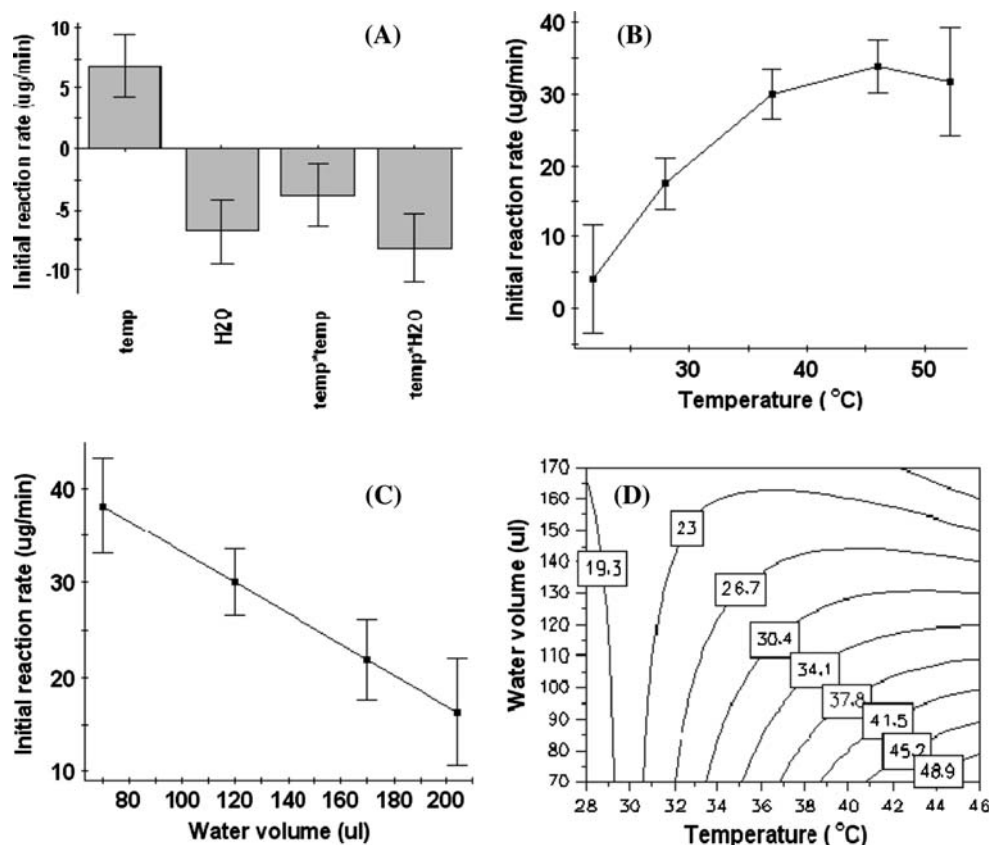 (A)
Initial reaction rate (ug/min)
10
5
0
-5
-10
temp
H2O
temp*temp
temp*H2O
(B)
Initial reaction rate (ug/min)
40
30
20
10
0
30
40
50
Temperature ( °C)
(C)
Initial reaction rate (ug/min)
40
30
20
10
80 100 120 140 160 180 200
Water volume (ul)
(D)
Water volume (ul)
170
160
150
140
130
120
110
100
90
80
70
19.3
23
26.7
30.4
34.1
37.8
41.5
45.2
48.9
28 30 32 34 36 38 40 42 44 46
Temperature ( °C)